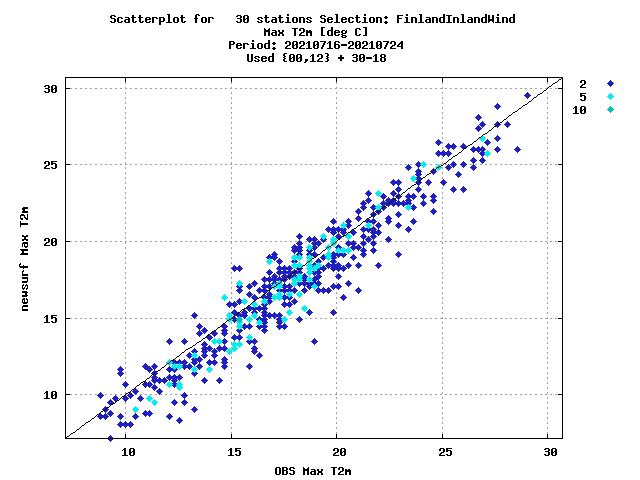 Scatterplot for 30 stations Selection: FinlandInlandWind
Max T2m [deg C]
Period: 20210716-20210724
Used {00,12} + 30-18
2
5
10
30
25
20
15
10
newsurf Max T2m
10 15 20 25 30
OBS Max T2m